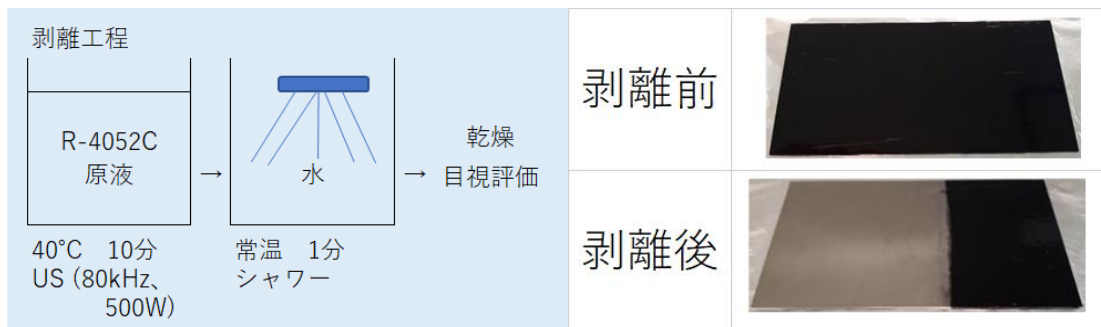 剥離工程
R-4052C
原液
→
水
→
乾燥
目視評価
40°C　10分
US (80kHz、
500W)
常温　1分
シャワー
剥離前
剥離後